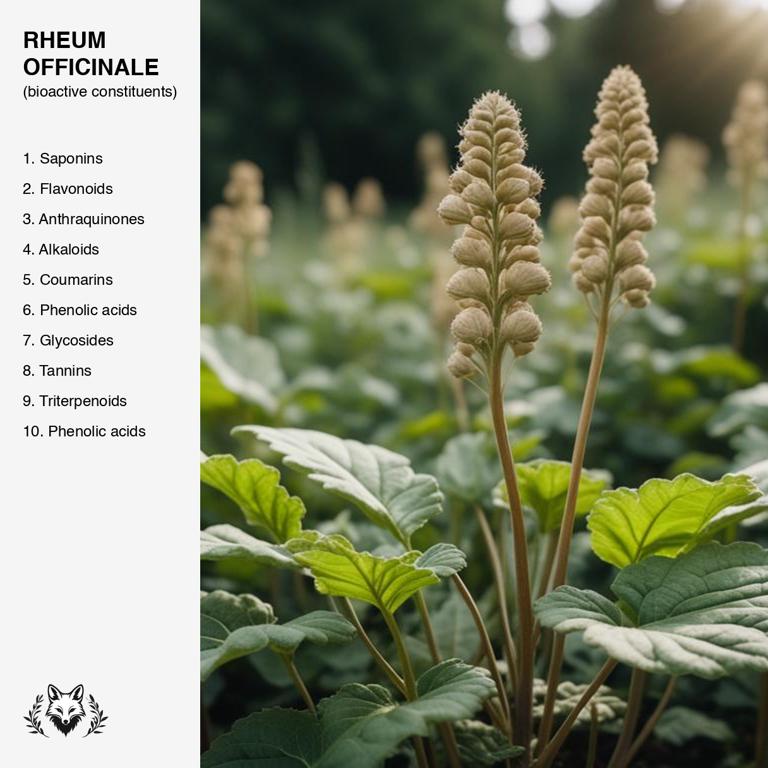 RHEUM
OFFICINALE
(bioactive constituents)
1. Saponins
2. Flavonoids
3. Anthraquinones
4. Alkaloids
5. Coumarins
6. Phenolic acids
7. Glycosides
8. Tannins
9. Triterpenoids
10. Phenolic acids